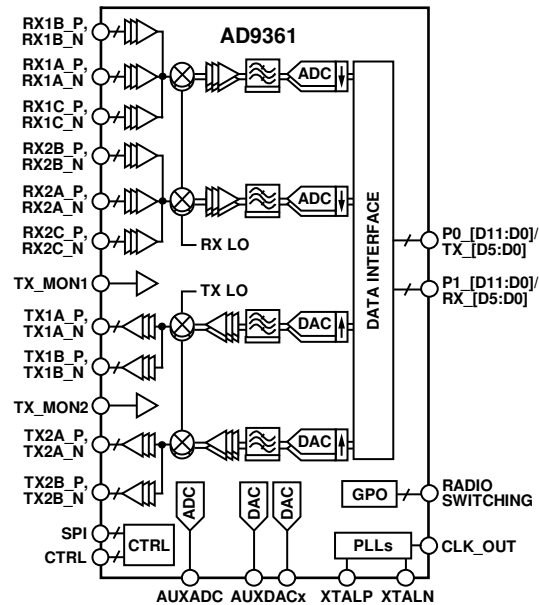 AD9361
RX1B_P,
RX1B_N
RX1A_P,
RX1A_N
RX1C_P,
RX1C_N
RX2B_P,
RX2B_N
RX2A_P,
RX2A_N
RX2C_P,
RX2C_N
TX_MON1
TX1A_P,
TX1A_N
TX1B_P,
TX1B_N
TX_MON2
TX2A_P,
TX2A_N
TX2B_P,
TX2B_N
SPI
CTRL
CTRL
ADC
ADC
RX LO
TX LO
DAC
DAC
DATA INTERFACE
P0_[D11:D0]/
TX_[D5:D0]
P1_[D11:D0]/
RX_[D5:D0]
ADC
DAC
DAC
GPO
RADIO
SWITCHING
PLLs
CLK_OUT
AUXADC
AUXDACx
XTALP
XTALN